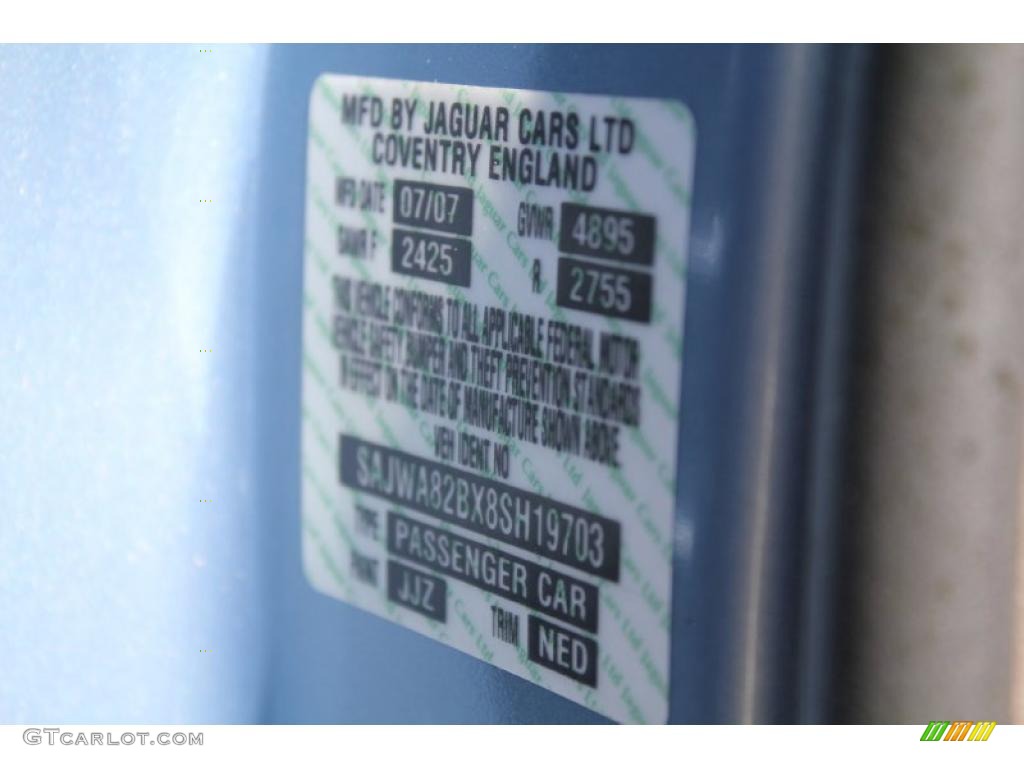 MFD BY JAGUAR CARS LTD
COVENTRY ENGLAND
MFD DATE 07/07 GVWR 4895
GAWR F 2425 R 2755
THIS VEHICLE CONFORMS TO ALL APPLICABLE FEDERAL MOTOR
VEHICLE SAFETY, BUMPER AND THEFT PREVENTION STANDARDS
IN EFFECT ON THE DATE OF MANUFACTURE SHOWN ABOVE.
VEH IDENT NO
SAJWA82BX8SH19703
TYPE PASSENGER CAR
PAINT JJZ TRIM NED
GTCARLOT.COM